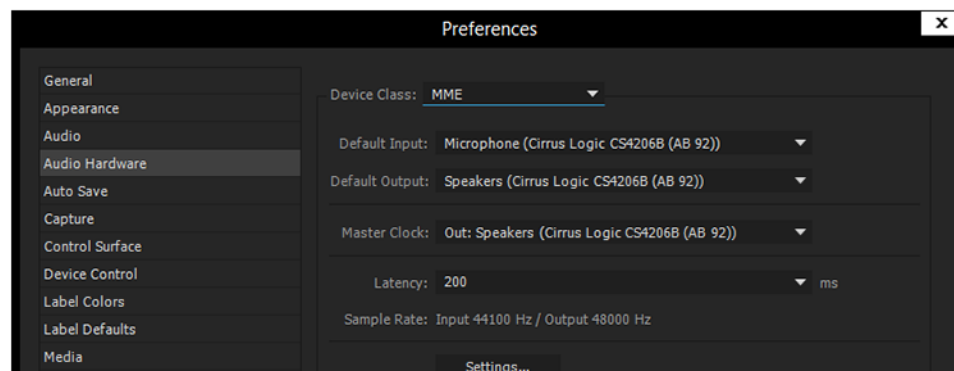 Preferences
X
General
Appearance
Audio
Audio Hardware
Auto Save
Capture
Control Surface
Device Control
Label Colors
Label Defaults
Media
Device Class: MME
Default Input: Microphone (Cirrus Logic CS4206B (AB 92))
Default Output: Speakers (Cirrus Logic CS4206B (AB 92))
Master Clock: Out: Speakers (Cirrus Logic CS4206B (AB 92))
Latency: 200 ms
Sample Rate: Input 44100 Hz / Output 48000 Hz
Settings...